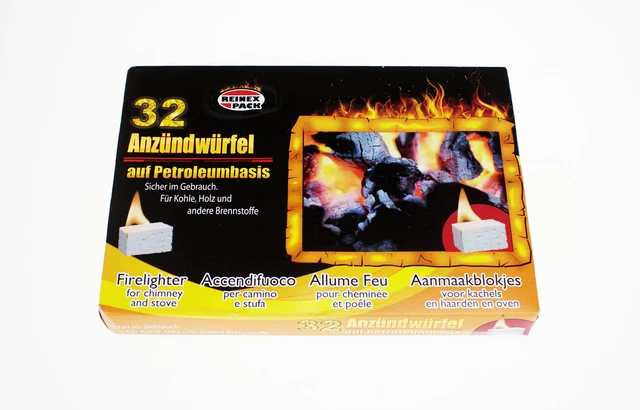 REINEX
PACK
32
Anzündwürfel
auf Petroleumbasis
Sicher im Gebrauch.
Für Kohle, Holz und
andere Brennstoffe
Firelighter
for chimney
and stove
Accendifuoco
per camino
e stufa
Allume Feu
pour cheminée
et poêle
Aanmaakblokjes
voor kachels
en haarden en oven
32 Anzündwürfel
auf Petroleumbasis